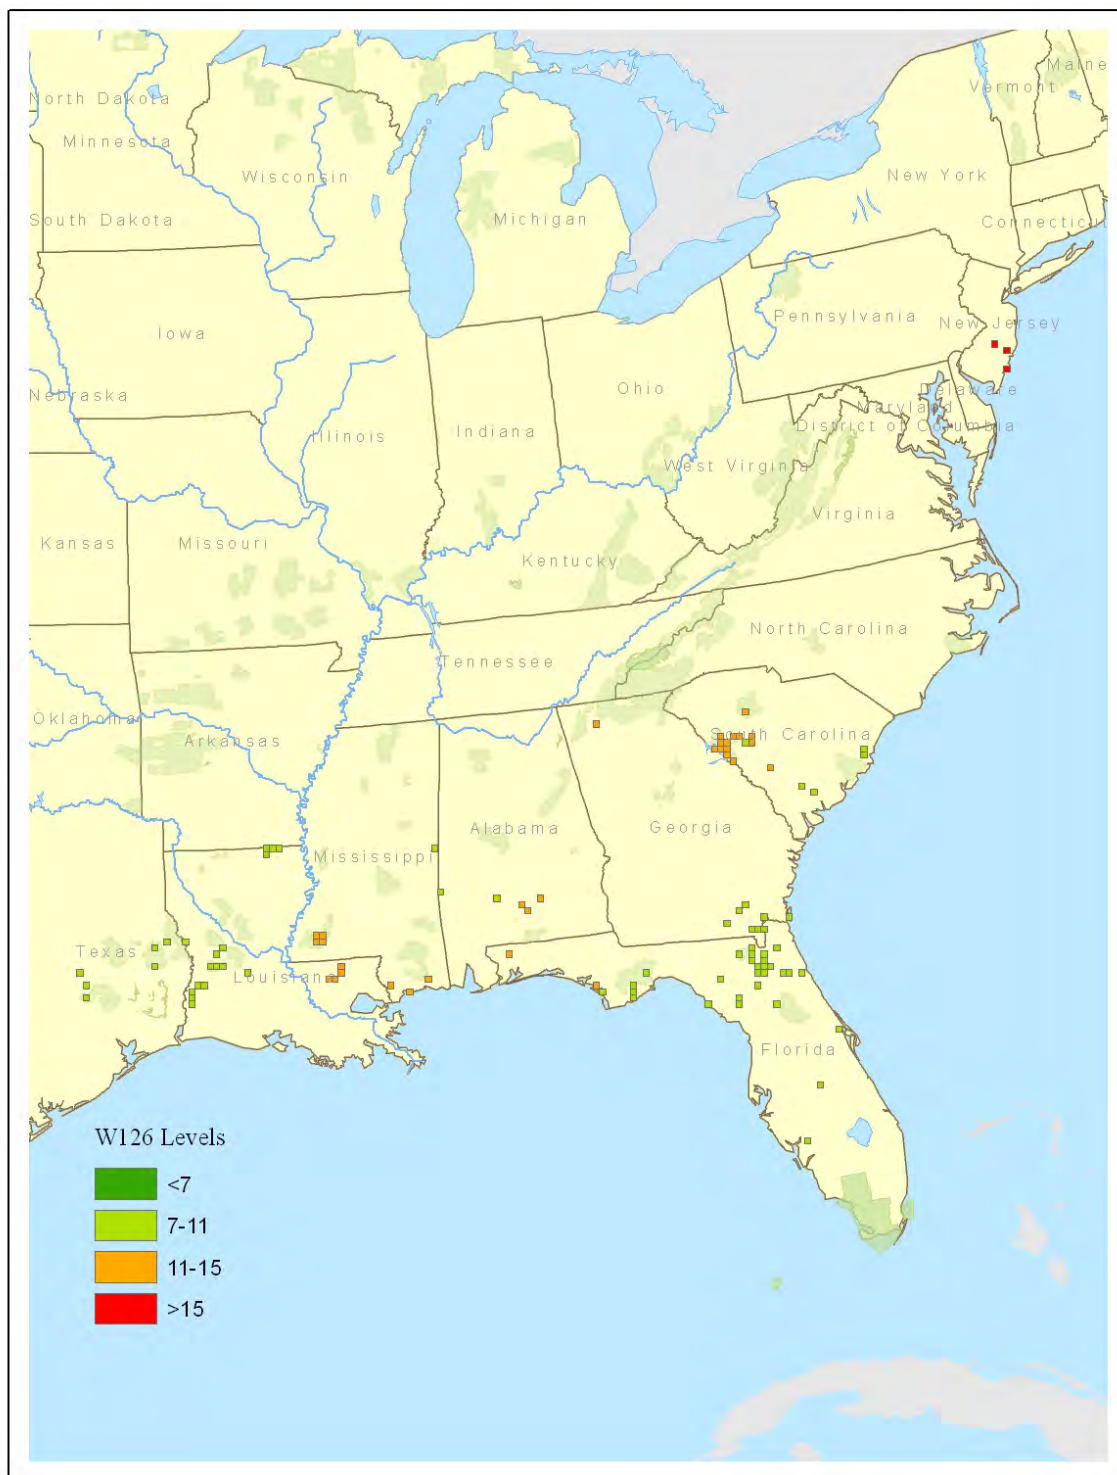 Maine
Vermont
North Dakota
Minnesota
Wisconsin
New York
Michigan
South Dakota
Connecticut
Pennsylvania
New Jersey
Iowa
Ohio
Nebraska
Delaware
Maryland
District of Columbia
Illinois
Indiana
West Virginia
Virginia
Kansas
Missouri
Kentucky
North Carolina
Tennessee
Oklahoma
Arkansas
South Carolina
Alabama
Georgia
Mississippi
Texas
Louisiana
Florida
W126 Levels
<7
7-11
11-15
>15